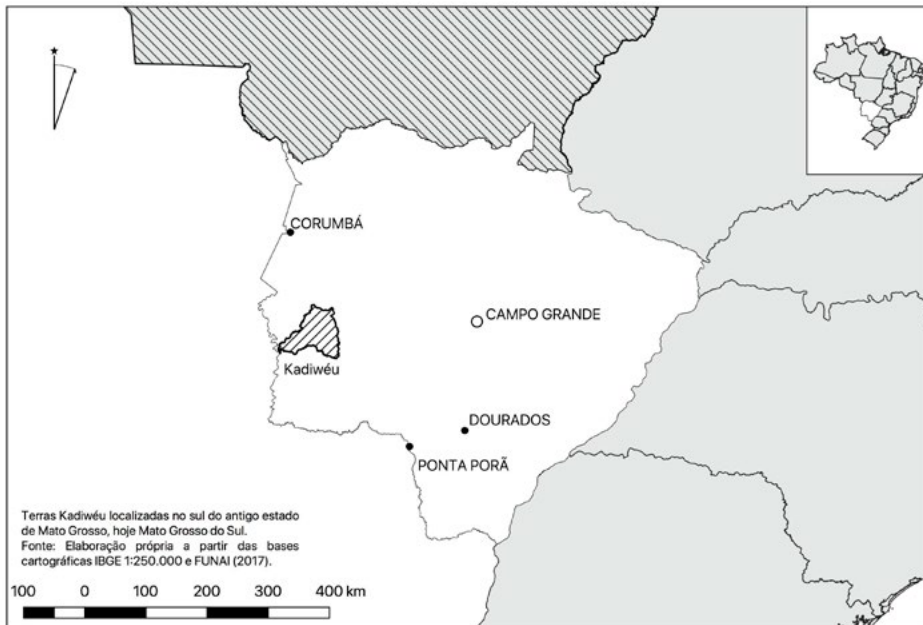 CORUMBÁ
CAMPO GRANDE
Kadiwéu
DOURADOS
PONTA PORÃ
Terras Kadiwéu localizadas no sul do antigo estado
de Mato Grosso, hoje Mato Grosso do Sul.
Fonte: Elaboração própria a partir das bases
cartográficas IBGE 1:250.000 e FUNAI (2017).
100 0 100 200 300 400 km